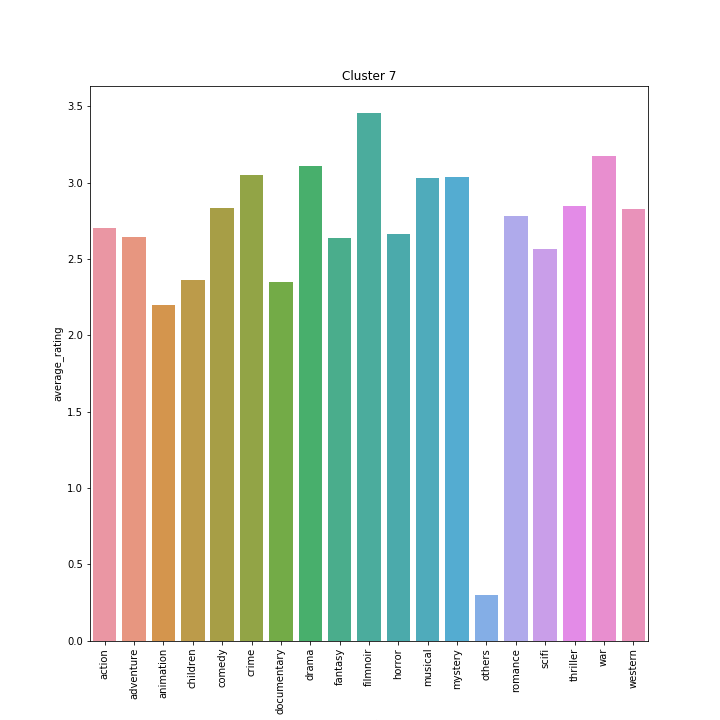 Cluster 7
average_rating
3.5
3.0
2.5
2.0
1.5
1.0
0.5
0.0
action
adventure
animation
children
comedy
crime
documentary
drama
fantasy
filmnoir
horror
musical
mystery
others
romance
scifi
thriller
war
western